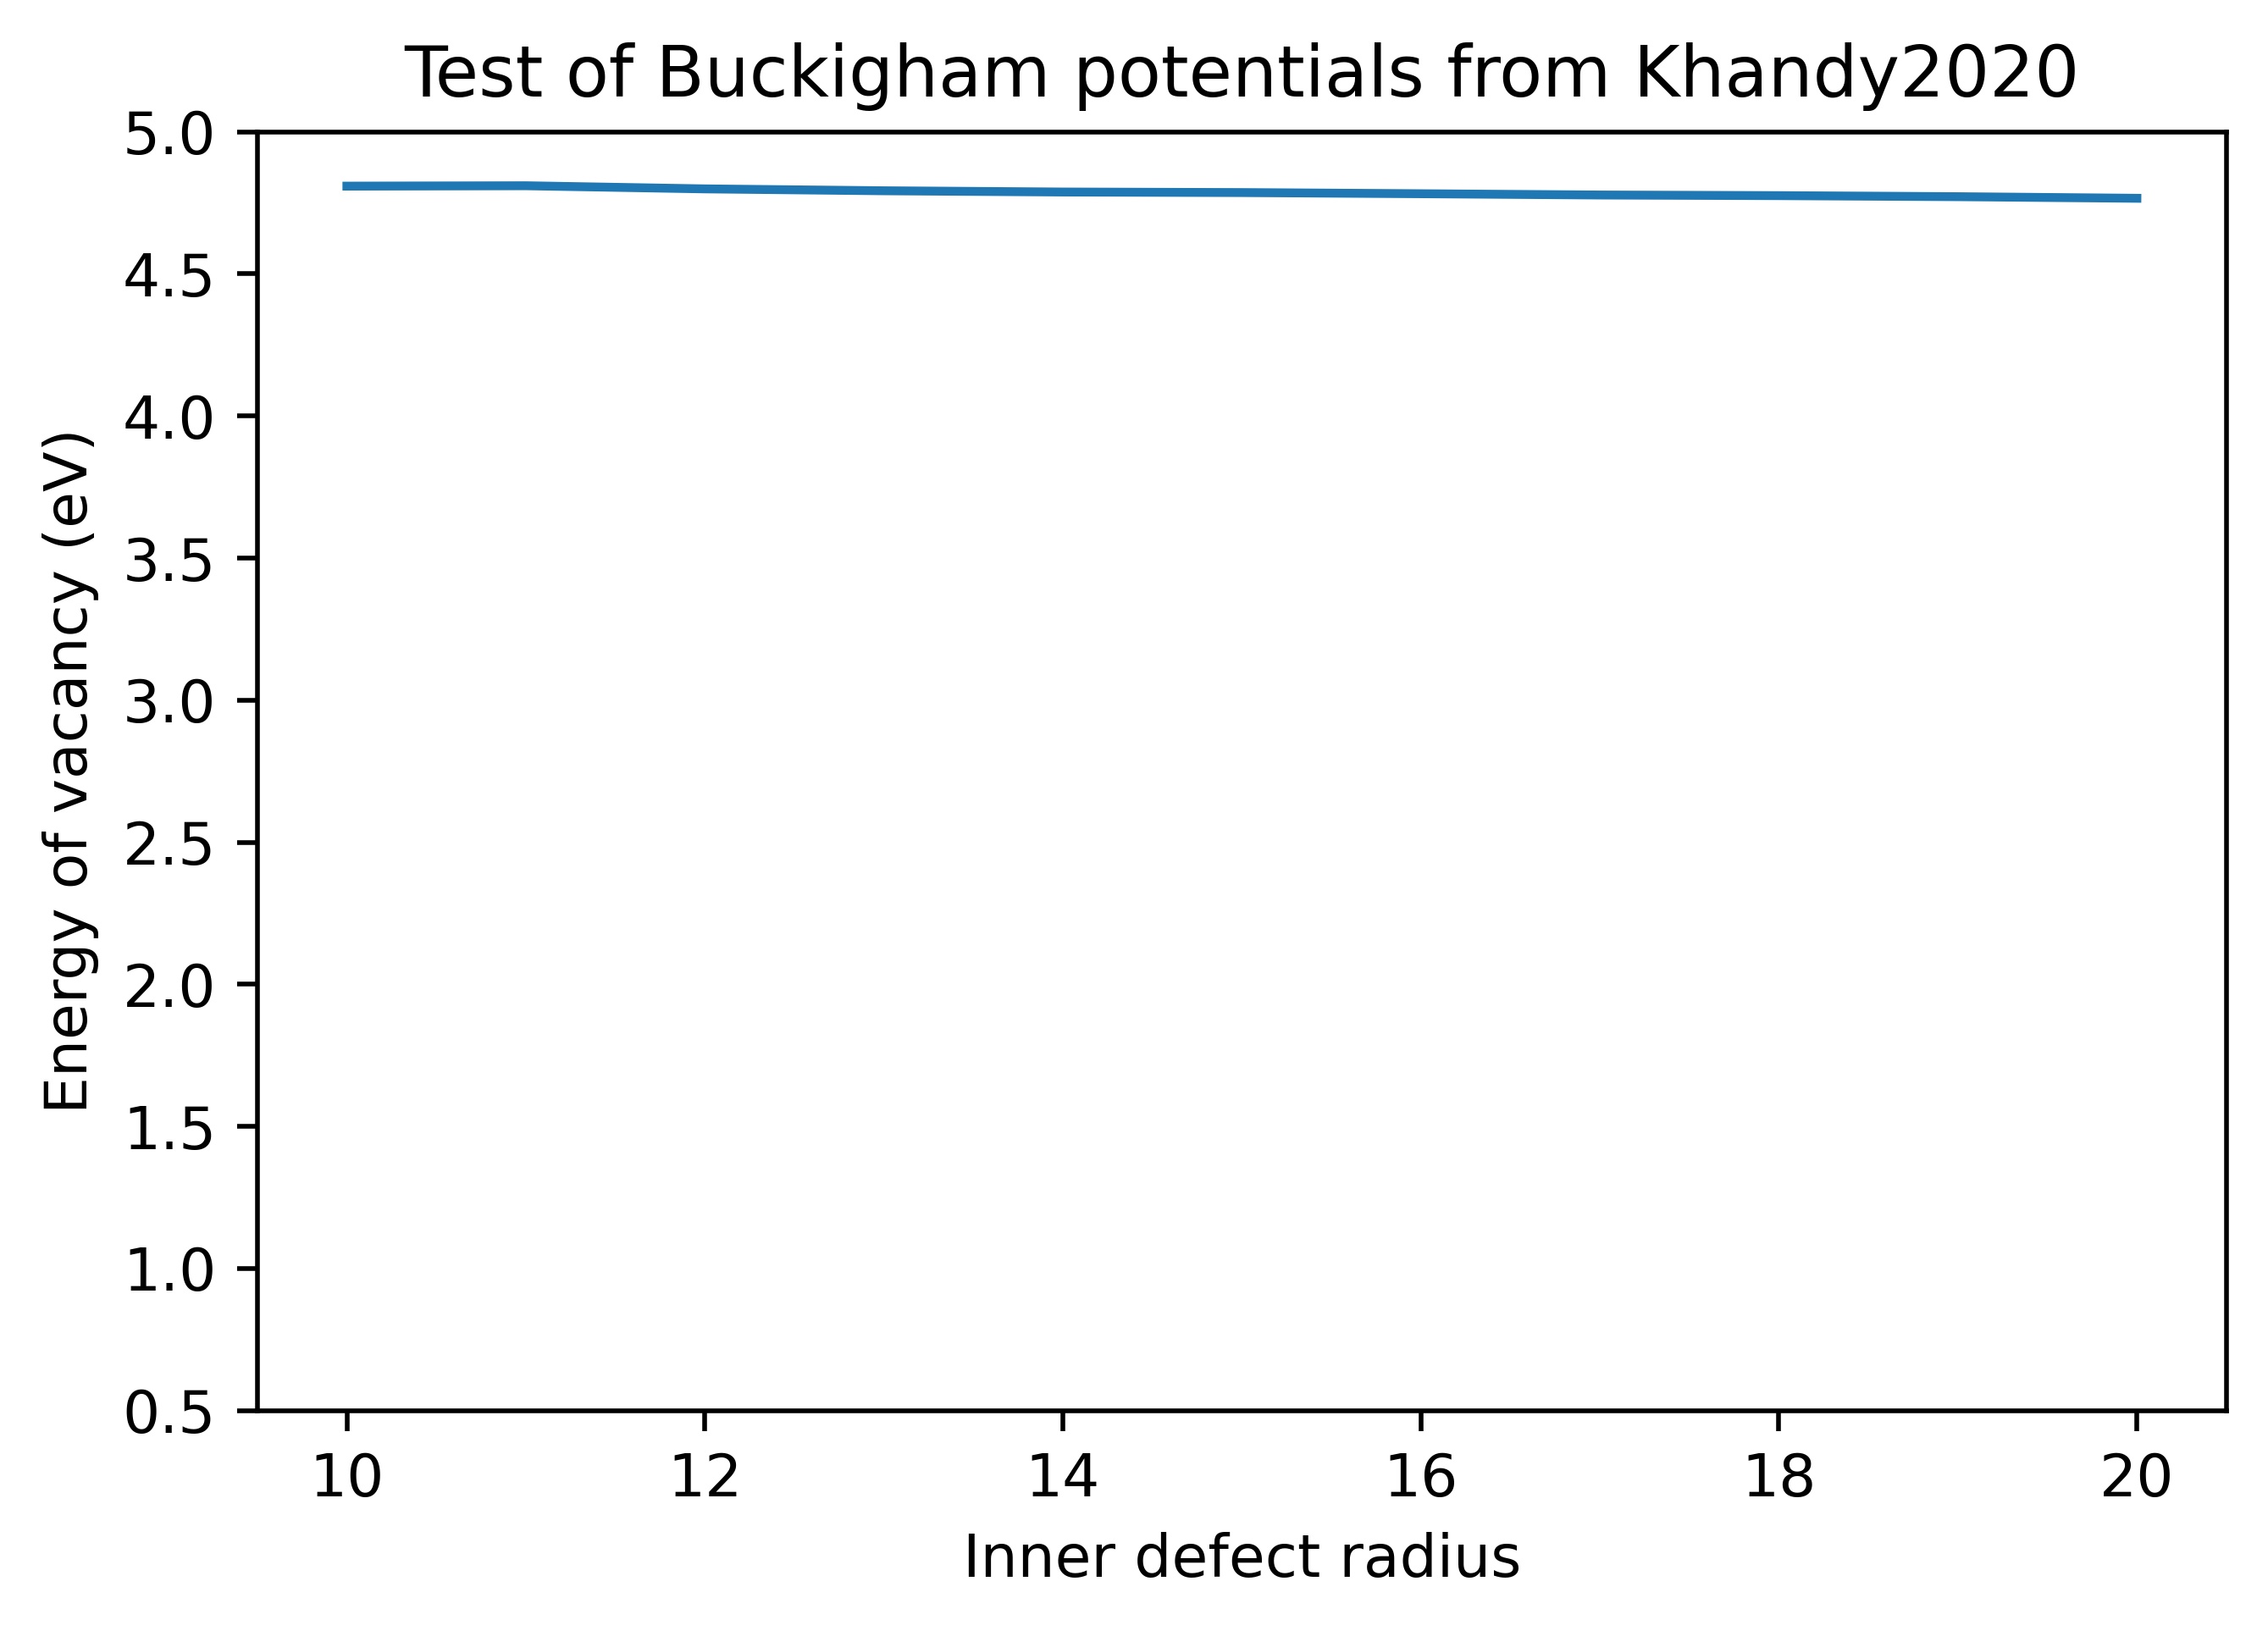 Test of Buckigham potentials from Khandy2020
5.0
4.5
4.0
3.5
3.0
2.5
2.0
1.5
1.0
0.5
Energy of vacancy (eV)
10 12 14 16 18 20
Inner defect radius